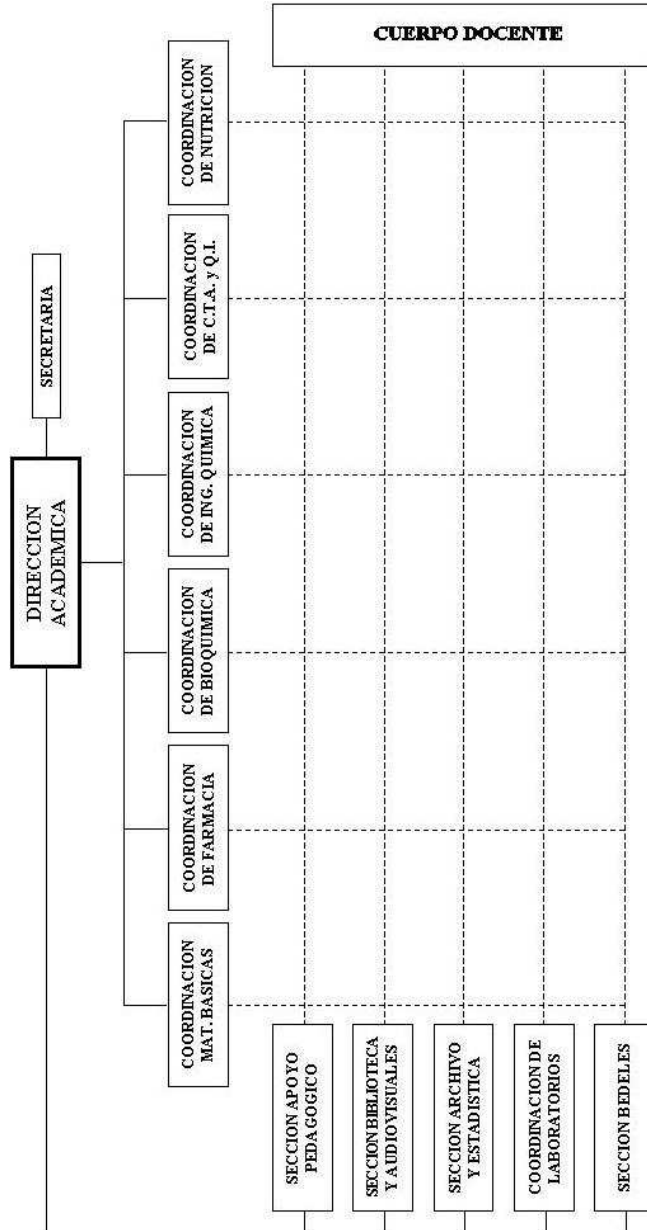 DIRECCION
ACADEMICA
SECRETARIA
COORDINACION
MAT. BASICAS
COORDINACION
DE FARMACIA
COORDINACION
DE BIOQUIMICA
COORDINACION
DE ING. QUIMICA
COORDINACION
DE C.T.A. y Q.I.
COORDINACION
DE NUTRICION
SECCION APOYO
PEDAGOGICO
SECCION BIBLIOTECA
Y AUDIOVISUALES
SECCION ARCHIVO
Y ESTADISTICA
COORDINACION DE
LABORATORIOS
SECCION BEDELES
CUERPO DOCENTE